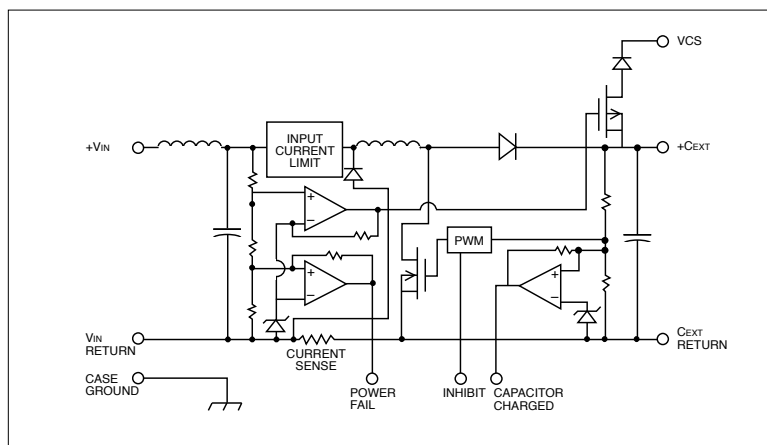 VCS
+VIN
INPUT
CURRENT
LIMIT
+CEXT
+
−
PWM
+
−
+
−
VIN
RETURN
CURRENT
SENSE
CEXT
RETURN
CASE
GROUND
POWER
FAIL
INHIBIT
CAPACITOR
CHARGED